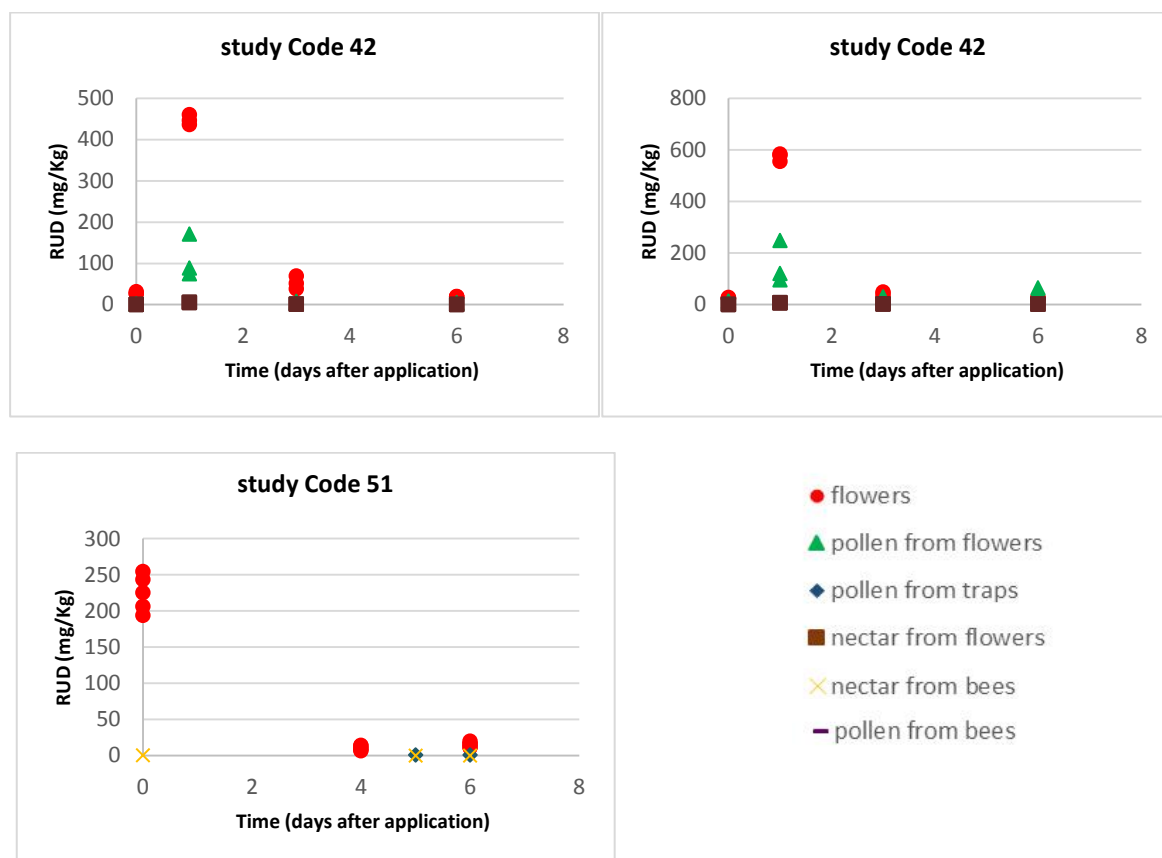 study Code 42
500
400
300
200
100
0
RUD (mg/Kg)
0 2 4 6 8
Time (days after application)
study Code 42
800
600
400
200
0
RUD (mg/Kg)
0 2 4 6 8
Time (days after application)
study Code 51
300
250
200
150
100
50
0
RUD (mg/Kg)
0 2 4 6 8
Time (days after application)
flowers
pollen from flowers
pollen from traps
nectar from flowers
nectar from bees
pollen from bees